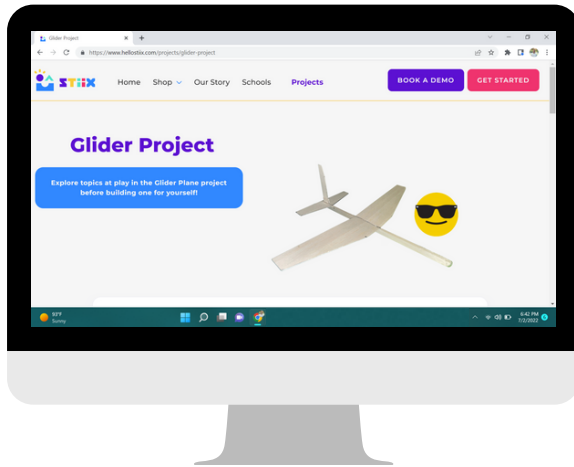 Glider Project
https://www.hellostiix.com/projects/glider-project
STiiX
Home Shop Our Story Schools Projects
BOOK A DEMO
GET STARTED
Glider Project
Explore topics at play in the Glider Plane project
before building one for yourself!
83°F
Sunny
6:42 PM
7/2/2022